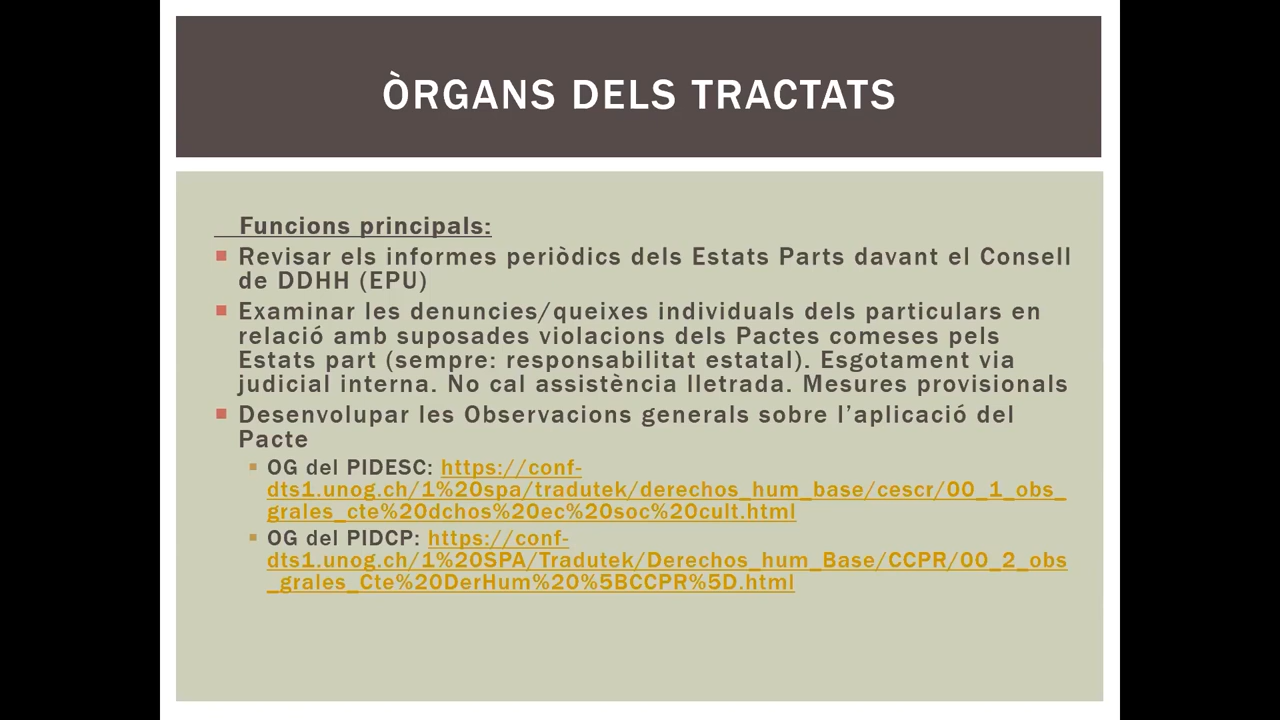 ÒRGANS DELS TRACTATS
Funcions principals:
Revisar els informes periòdics dels Estats Parts davant el Consell
de DDHH (EPU)
Examinar les denuncies/queixes individuals dels particulars en
relació amb suposades violacions dels Pactes comeses pels
Estats part (sempre: responsabilitat estatal). Esgotament via
judicial interna. No cal assistència lletrada. Mesures provisionals
Desenvolupar les Observacions generals sobre l’aplicació del
Pacte
OG del PIDESC: https://conf-
dts1.unog.ch/1%20spa/tradutek/derechos_hum_base/cescr/00_1_obs_
grales_cte%20dchos%20ec%20soc%20cult.html
OG del PIDCP: https://conf-
dts1.unog.ch/1%20SPA/Tradutek/Derechos_hum_Base/CCPR/00_2_obs
_grales_Cte%20DerHum%20%5BCCPR%5D.html